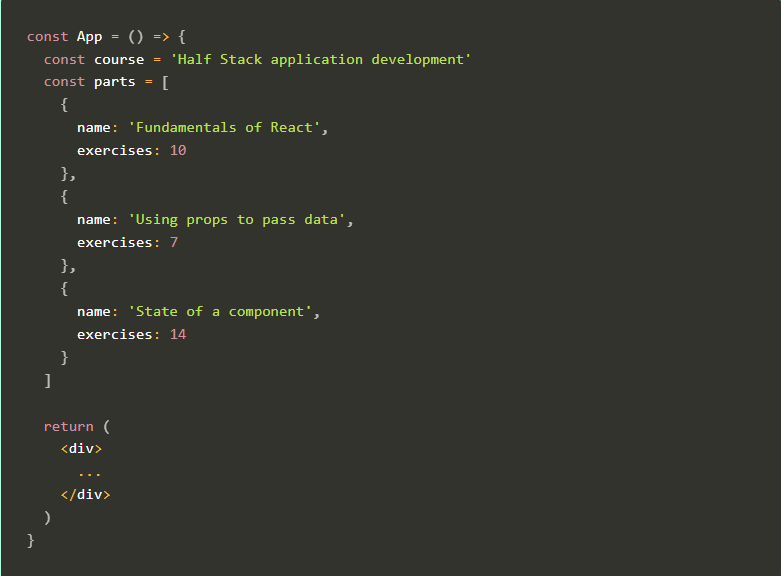 const App = () => {
  const course = 'Half Stack application development'
  const parts = [
    {
      name: 'Fundamentals of React',
      exercises: 10
    },
    {
      name: 'Using props to pass data',
      exercises: 7
    },
    {
      name: 'State of a component',
      exercises: 14
    }
  ]

  return (
    <div>
      ...
    </div>
  )
}